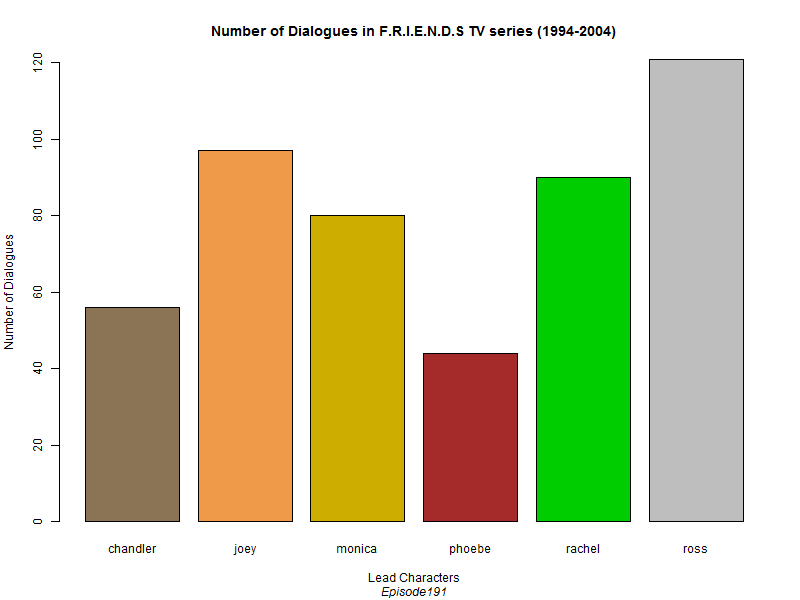 Number of Dialogues in F.R.I.E.N.D.S TV series (1994-2004)
Number of Dialogues
120
100
80
60
40
20
0
chandler joey monica phoebe rachel ross
Lead Characters
Episode191